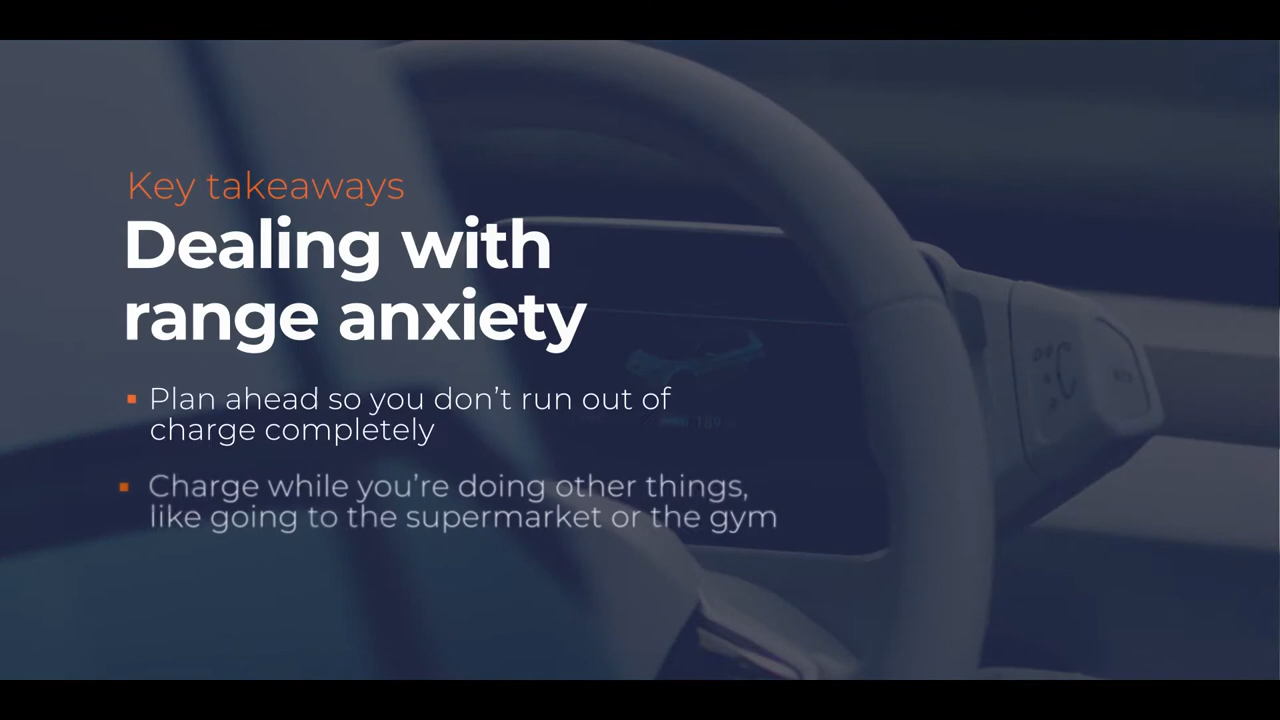 Key takeaways
Dealing with
range anxiety
▪ Plan ahead so you don’t run out of
charge completely
▪ Charge while you’re doing other things,
like going to the supermarket or the gym